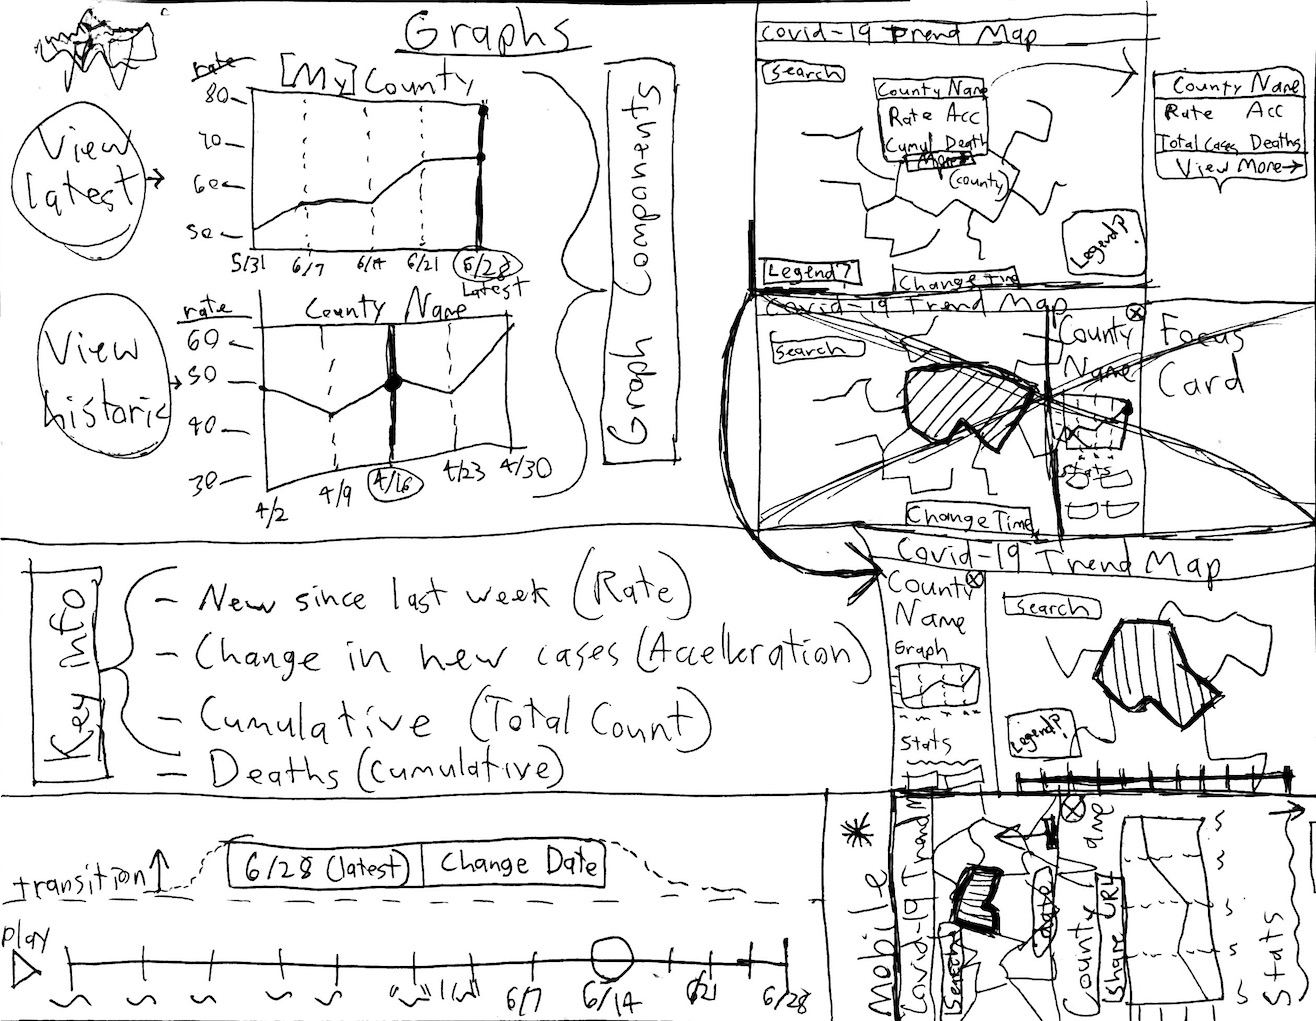 Graphs
rate
[My] County
80
70
60
50
5/31 6/7 6/14 6/21 6/28
Latest
View
latest
rate
County Name
60
50
40
30
4/2 4/9 4/16 4/23 4/30
View
historic
Graph Components
Covid-19 Trend Map
Search
County Name
Rate Acc
Cumul Death
More
(county)
Legend?
Legend?
Change Time
County Name
Rate Acc
Total Cases Deaths
View More →
Covid-19 Trend Map
Search
County
Name
Stats
Change Time
Focus
Card
Covid-19 Trend Map
County
Name
Graph
Stats
Search
Legend?
Key Info
- New since last week (Rate)
- Change in new cases (Accelleration)
- Cumulative (Total Count)
- Deaths (Cumulative)
transition ↑
6/28 (latest) Change Date
Play
6/7 6/14 6/21 6/28
* Mobile
Covid-19 Trend M
Search
County
Share URL
Stats